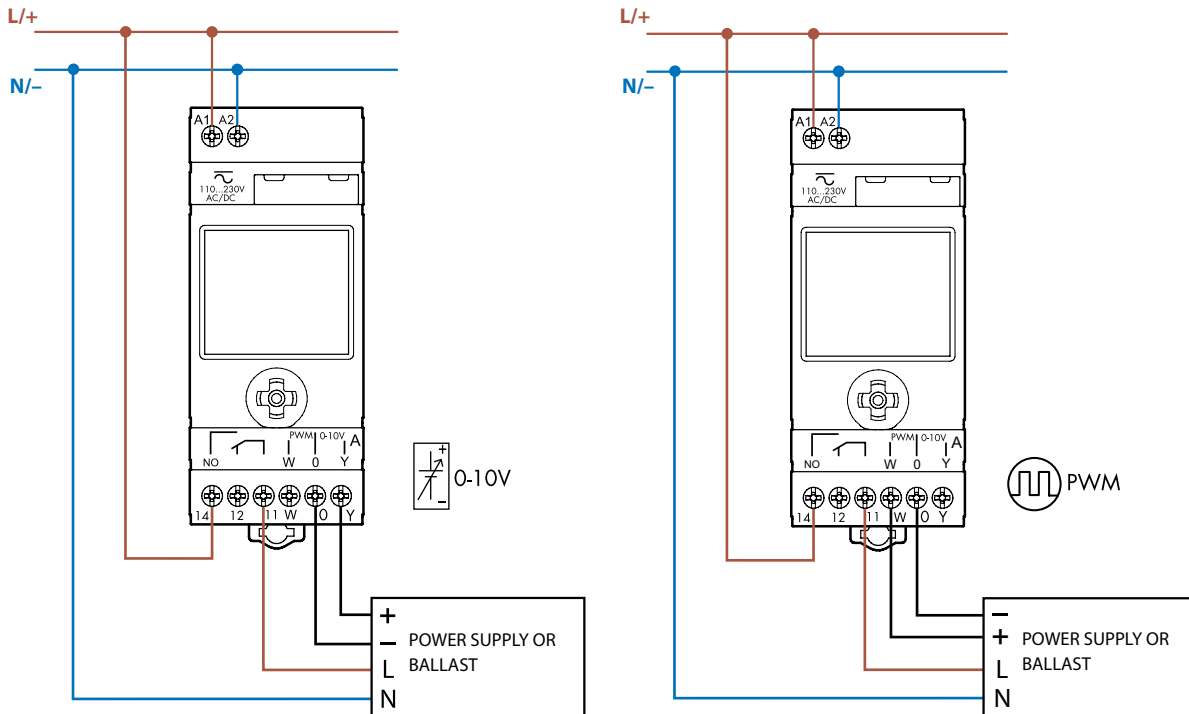 L/+
N/–
A1 A2
110...230V
AC/DC
PWM 0-10V A
NO W 0 Y
14 12 11 W 0 Y
0-10V
+
–
+
– POWER SUPPLY OR
BALLAST
L
N
L/+
N/–
A1 A2
110...230V
AC/DC
PWM 0-10V A
NO W 0 Y
14 12 11 W 0 Y
PWM
–
+ POWER SUPPLY OR
BALLAST
L
N